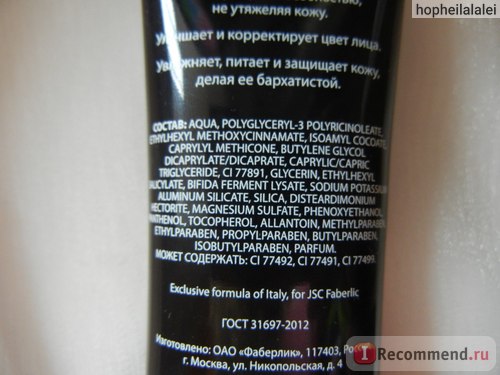 hopheilalalei
не утяжеляя кожу.
Улучшает и корректирует цвет лица.
Увлажняет, питает и защищает кожу,
делая ее бархатистой.
СОСТАВ: AQUA, POLYGLYCERYL-3 POLYRICINOLEATE,
ETHYLHEXYL METHOXYCINNAMATE, ISOAMYL COCOATE,
CAPRYLYL METHICONE, BUTYLENE GLYCOL
DICAPRYLATE/DICAPRATE, CAPRYLIC/CAPRIC
TRIGLYCERIDE, CI 77891, GLYCERIN, ETHYLHEXYL
SALICYLATE, BIFIDA FERMENT LYSATE, SODIUM POTASSIUM
ALUMINUM SILICATE, SILICA, DISTEARDIMONIUM
HECTORITE, MAGNESIUM SULFATE, PHENOXYETHANOL,
PANTHENOL, TOCOPHEROL, ALLANTOIN, METHYLPARABEN,
ETHYLPARABEN, PROPYLPARABEN, BUTYLPARABEN,
ISOBUTYLPARABEN, PARFUM.
МОЖЕТ СОДЕРЖАТЬ: CI 77492, CI 77491, CI 77499.
Exclusive formula of Italy, for JSC Faberlic
ГОСТ 31697-2012
Изготовлено: ОАО «Фаберлик», 117403, Рос
г. Москва, ул. Никопольская, д. 4
I Recommend.ru